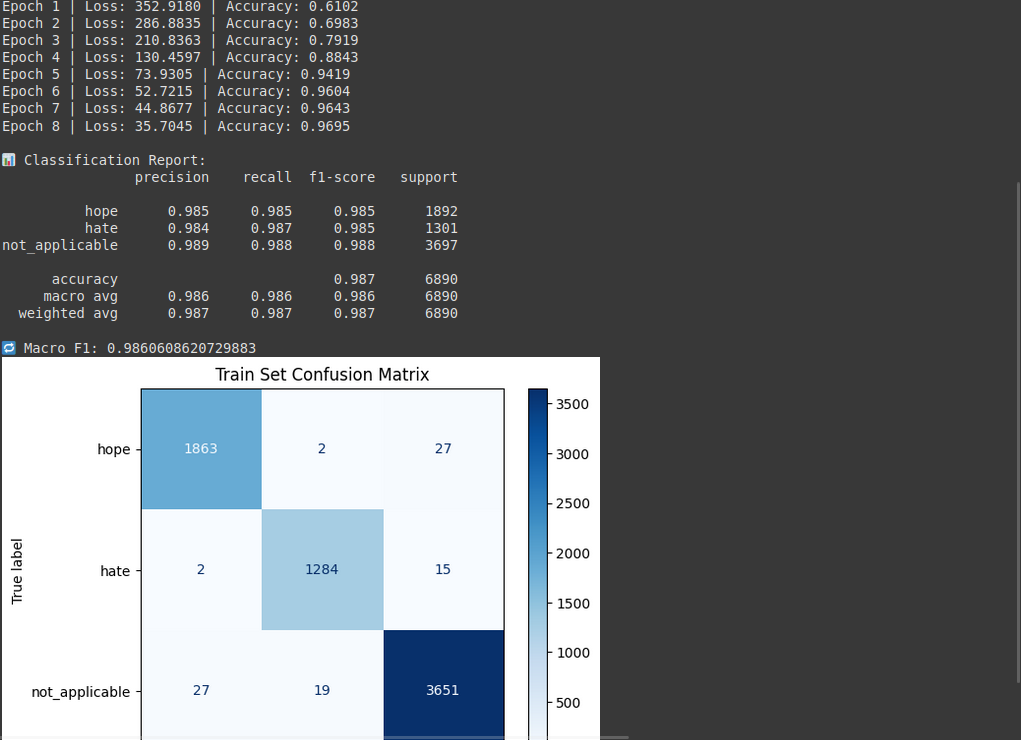 Epoch 1 | Loss: 352.9180 | Accuracy: 0.6102
Epoch 2 | Loss: 286.8835 | Accuracy: 0.6983
Epoch 3 | Loss: 210.8363 | Accuracy: 0.7919
Epoch 4 | Loss: 130.4597 | Accuracy: 0.8843
Epoch 5 | Loss: 73.9305 | Accuracy: 0.9419
Epoch 6 | Loss: 52.7215 | Accuracy: 0.9604
Epoch 7 | Loss: 44.8677 | Accuracy: 0.9643
Epoch 8 | Loss: 35.7045 | Accuracy: 0.9695
📊 Classification Report:
precision recall f1-score support
hope 0.985 0.985 0.985 1892
hate 0.984 0.987 0.985 1301
not_applicable 0.989 0.988 0.988 3697
accuracy 0.987 6890
macro avg 0.986 0.986 0.986 6890
weighted avg 0.987 0.987 0.987 6890
🔁 Macro F1: 0.9860608620729883
Train Set Confusion Matrix
True label
hope 1863 2 27
hate 2 1284 15
not_applicable 27 19 3651
3500
3000
2500
2000
1500
1000
500